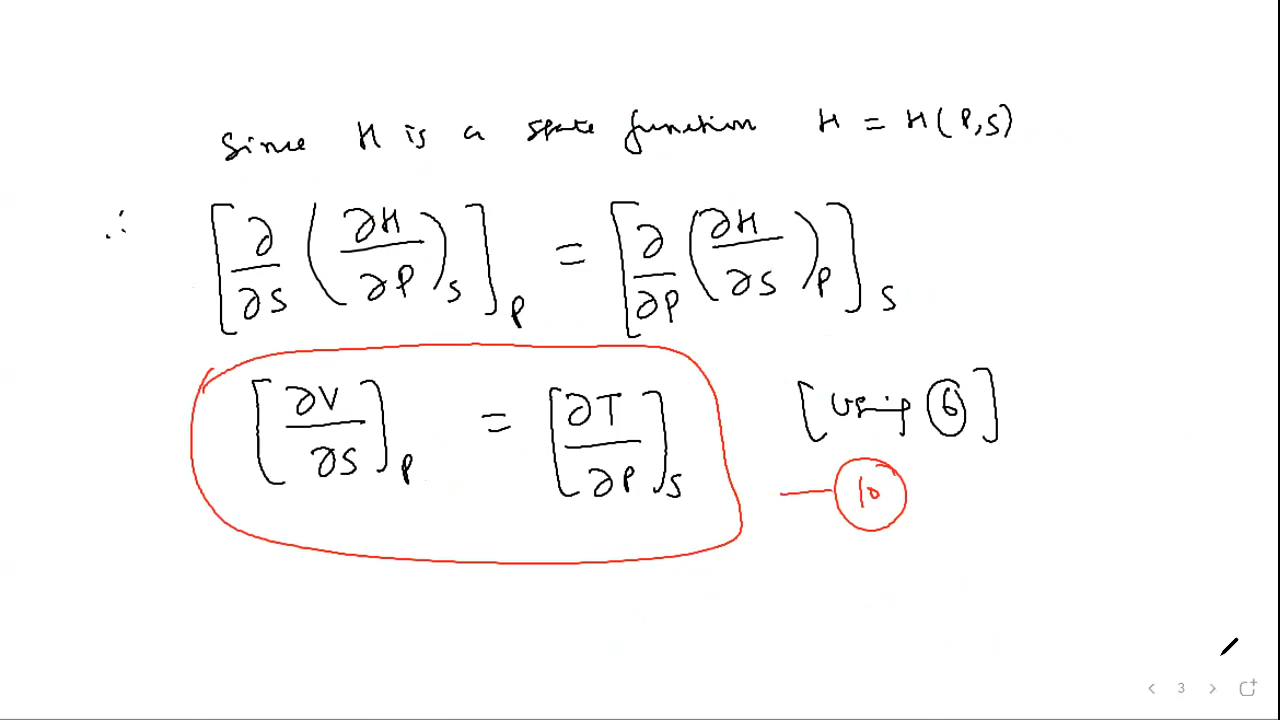 Since H is a state function H = H(P,S)
∴ [∂/∂S (∂H/∂P)_S]_P = [∂/∂P (∂H/∂S)_P]_S
[∂V/∂S]_P = [∂T/∂P]_S [Using ⑥]
— ⑩
3